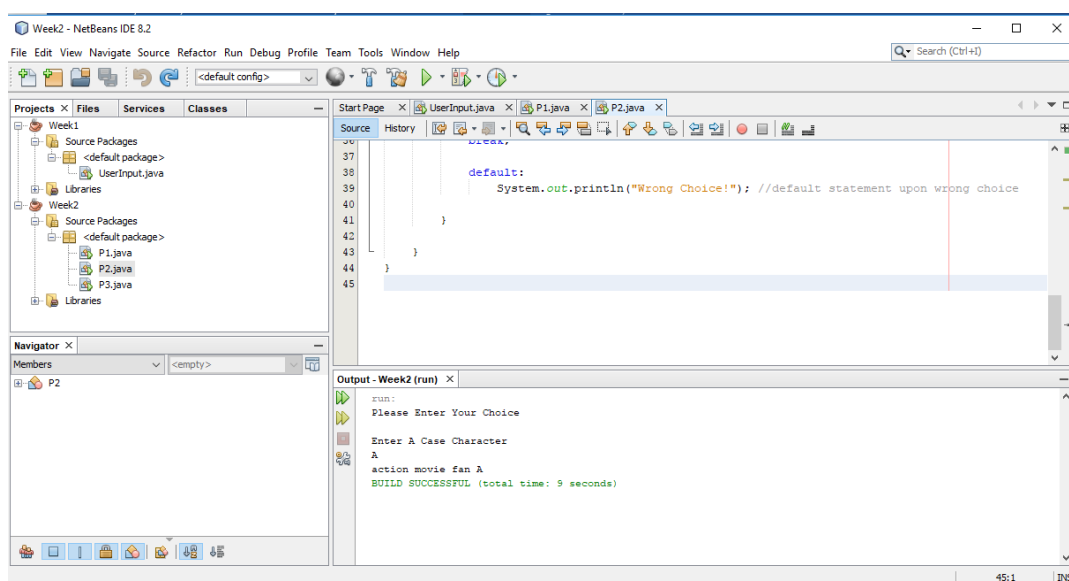 Week2 - NetBeans IDE 8.2
File Edit View Navigate Source Refactor Run Debug Profile Team Tools Window Help
Search (Ctrl+I)
<default config>
Projects Files Services Classes
Week1
Source Packages
<default package>
UserInput.java
Libraries
Week2
Source Packages
<default package>
P1.java
P2.java
P3.java
Libraries
Navigator
Members <empty>
P2
Start Page UserInput.java P1.java P2.java
Source History
36 break;
37
38 default:
39 System.out.println("Wrong Choice!"); //default statement upon wrong choice
40
41 }
42
43 }
44 }
45
Output - Week2 (run)
run:
Please Enter Your Choice
Enter A Case Character
A
action movie fan A
BUILD SUCCESSFUL (total time: 9 seconds)
45:1 INS